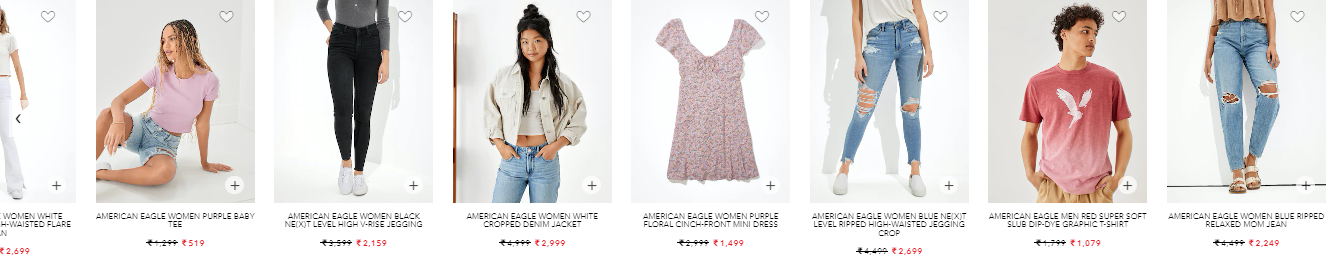 WOMEN WHITE
H-WAISTED FLARE
AN
₹ 2,699
AMERICAN EAGLE WOMEN PURPLE BABY
TEE
₹ 1,299 ₹ 519
AMERICAN EAGLE WOMEN BLACK
NE(X)T LEVEL HIGH V-RISE JEGGING
₹ 3,599 ₹ 2,159
AMERICAN EAGLE WOMEN WHITE
CROPPED DENIM JACKET
₹ 4,999 ₹ 2,999
AMERICAN EAGLE WOMEN PURPLE
FLORAL CINCH-FRONT MINI DRESS
₹ 2,999 ₹ 1,499
AMERICAN EAGLE WOMEN BLUE NE(X)T
LEVEL RIPPED HIGH-WAISTED JEGGING
CROP
₹ 4,499 ₹ 2,699
AMERICAN EAGLE MEN RED SUPER SOFT
SLUB DIP-DYE GRAPHIC T-SHIRT
₹ 1,799 ₹ 1,079
AMERICAN EAGLE WOMEN BLUE RIPPED
RELAXED MOM JEAN
₹ 4,499 ₹ 2,249